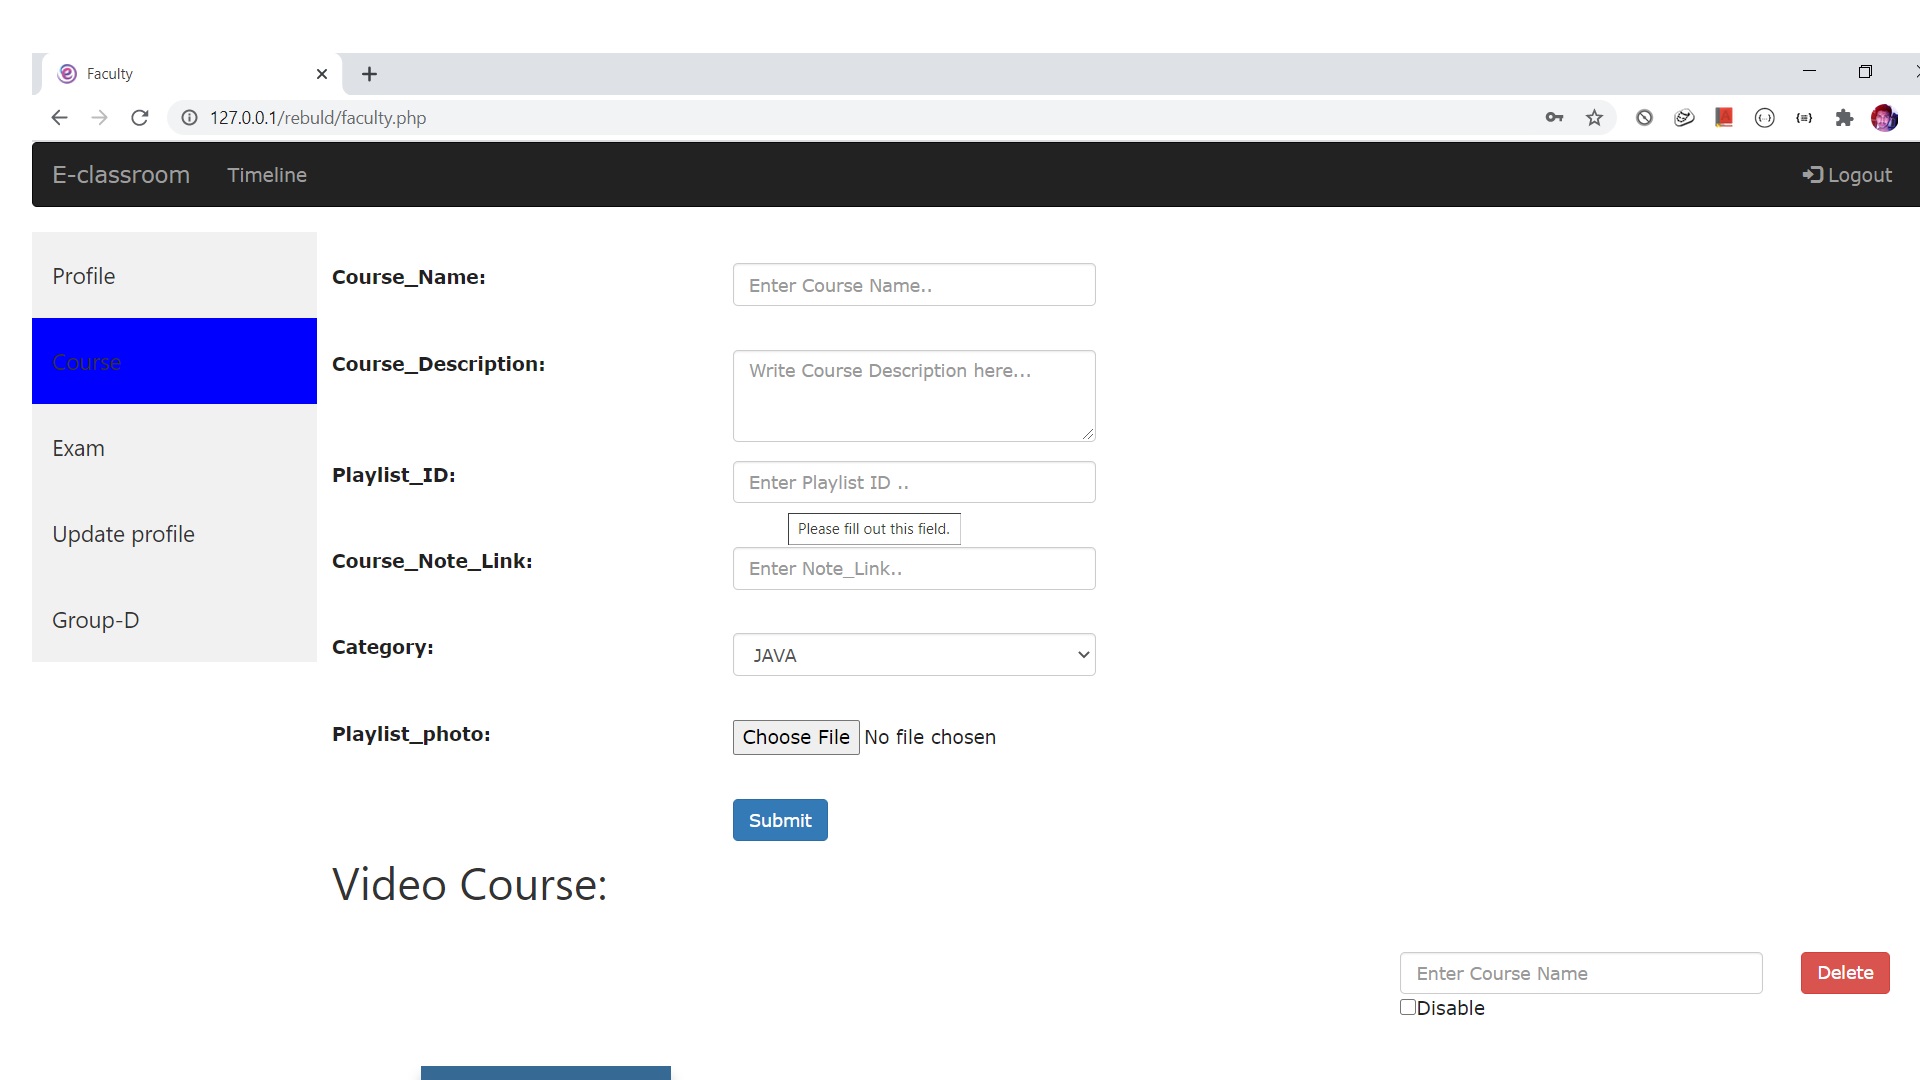 Faculty
127.0.0.1/rebuld/faculty.php
E-classroom Timeline Logout
Profile
Course
Exam
Update profile
Group-D
Course_Name: Enter Course Name..
Course_Description: Write Course Description here...
Playlist_ID: Enter Playlist ID ..
Please fill out this field.
Course_Note_Link: Enter Note_Link..
Category: JAVA
Playlist_photo: Choose File No file chosen
Submit
Video Course:
Enter Course Name Delete
Disable